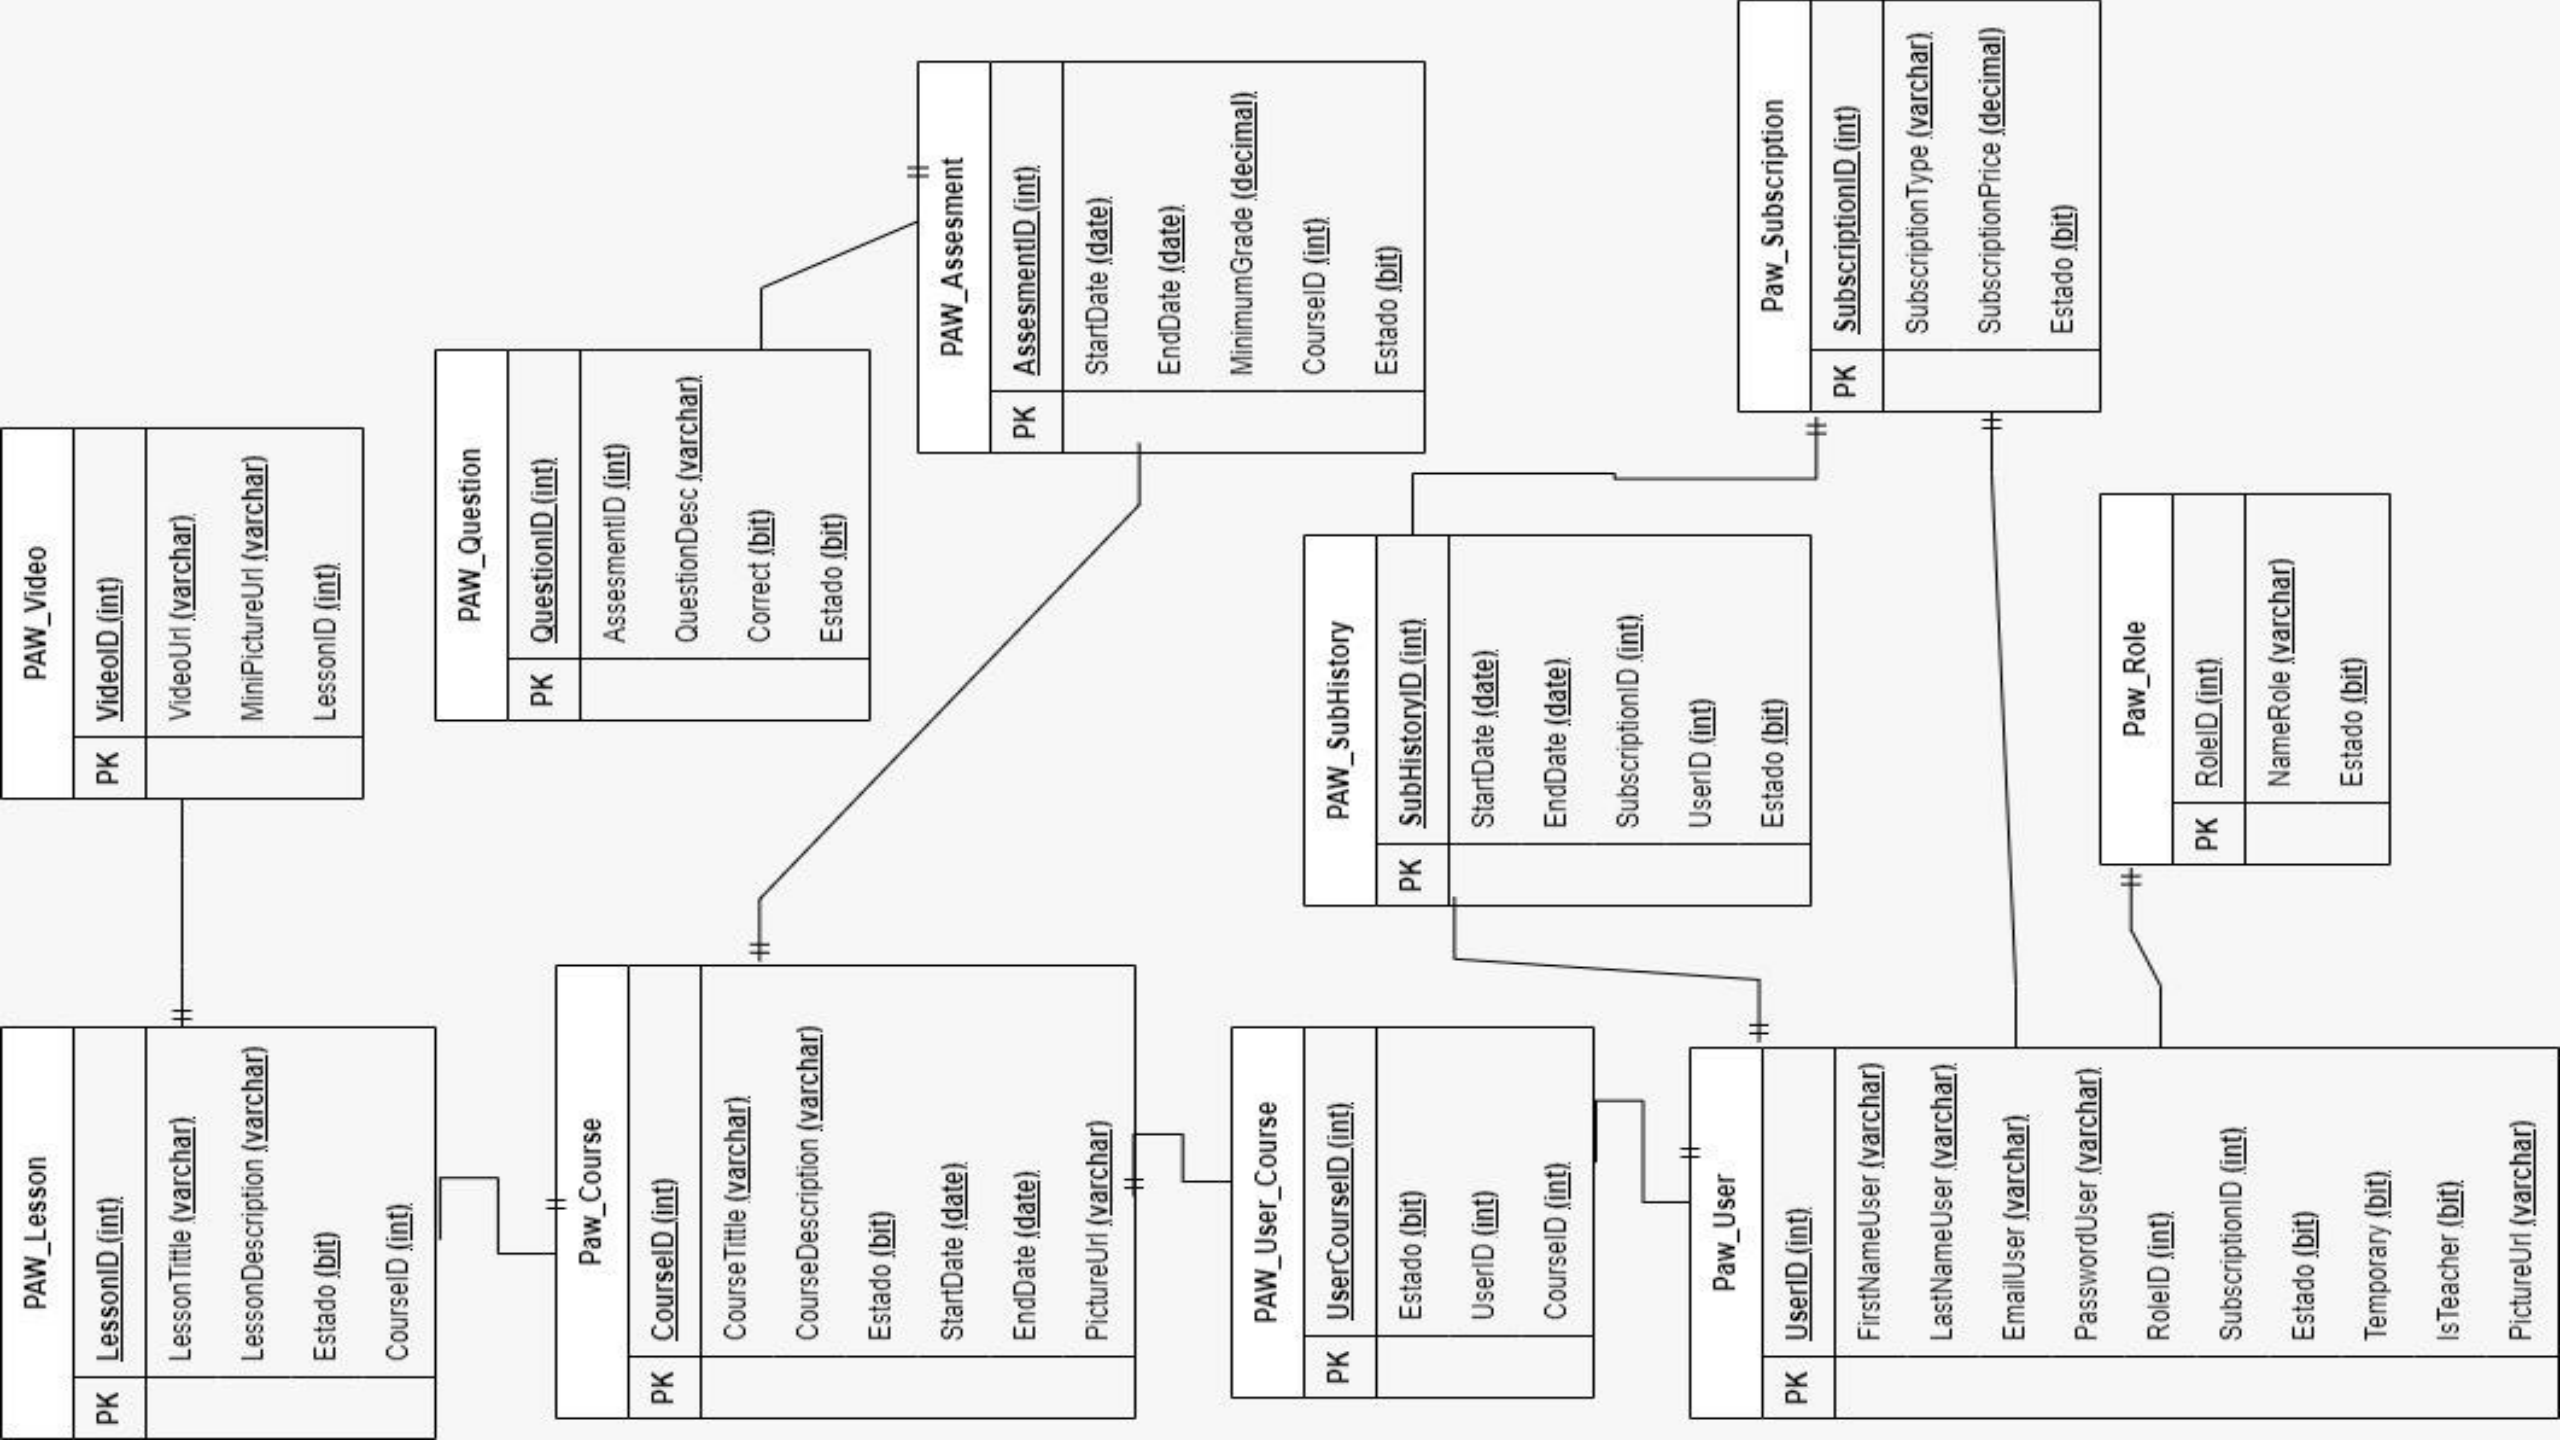 PAW_Lesson
PK LessonID (int)
LessonTittle (varchar)
LessonDescription (varchar)
Estado (bit)
CourseID (int)
PAW_Video
PK VideoID (int)
VideoUrl (varchar)
MiniPictureUrl (varchar)
LessonID (int)
Paw_Course
PK CourseID (int)
CourseTittle (varchar)
CourseDescription (varchar)
Estado (bit)
StartDate (date)
EndDate (date)
PictureUrl (varchar)
PAW_Question
PK QuestionID (int)
AssesmentID (int)
QuestionDesc (varchar)
Correct (bit)
Estado (bit)
PAW_Assesment
PK AssesmentID (int)
StartDate (date)
EndDate (date)
MinimumGrade (decimal)
CourseID (int)
Estado (bit)
PAW_User_Course
PK UserCourseID (int)
Estado (bit)
UserID (int)
CourseID (int)
PAW_SubHistory
PK SubHistoryID (int)
StartDate (date)
EndDate (date)
SubscriptionID (int)
UserID (int)
Estado (bit)
Paw_Subscription
PK SubscriptionID (int)
SubscriptionType (varchar)
SubscriptionPrice (decimal)
Estado (bit)
Paw_User
PK UserID (int)
FirstNameUser (varchar)
LastNameUser (varchar)
EmailUser (varchar)
PasswordUser (varchar)
RoleID (int)
SubscriptionID (int)
Estado (bit)
Temporary (bit)
IsTeacher (bit)
PictureUrl (varchar)
Paw_Role
PK RoleID (int)
NameRole (varchar)
Estado (bit)